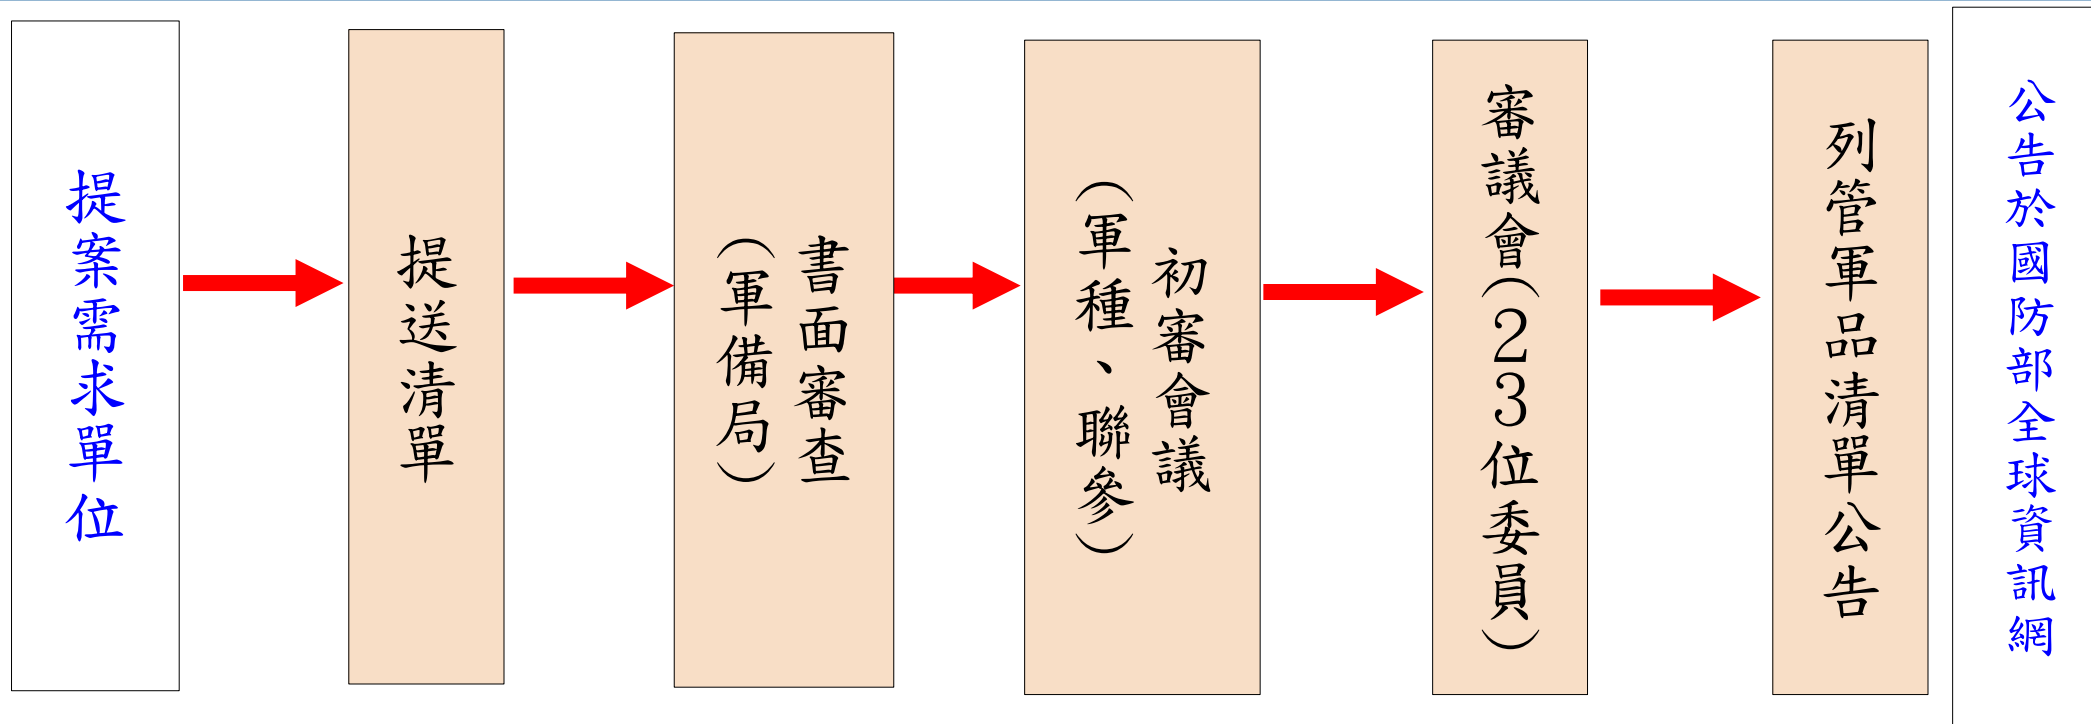 提案需求單位
提送清單
書面審查
(軍備局)
初審會議
(軍種、聯參)
審議會(23位委員)
列管軍品清單公告
公告於國防部全球資訊網